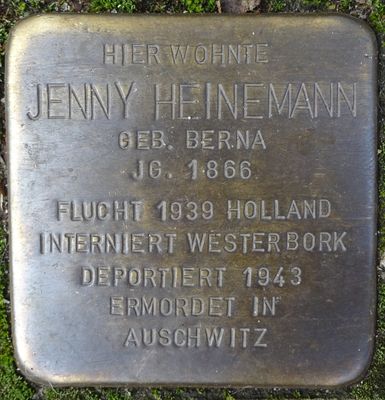 HIER WOHNTE
JENNY HEINEMANN
GEB. BERNA
JG. 1866
FLUCHT 1939 HOLLAND
INTERNIERT WESTERBORK
DEPORTIERT 1943
ERMORDET IN
AUSCHWITZ